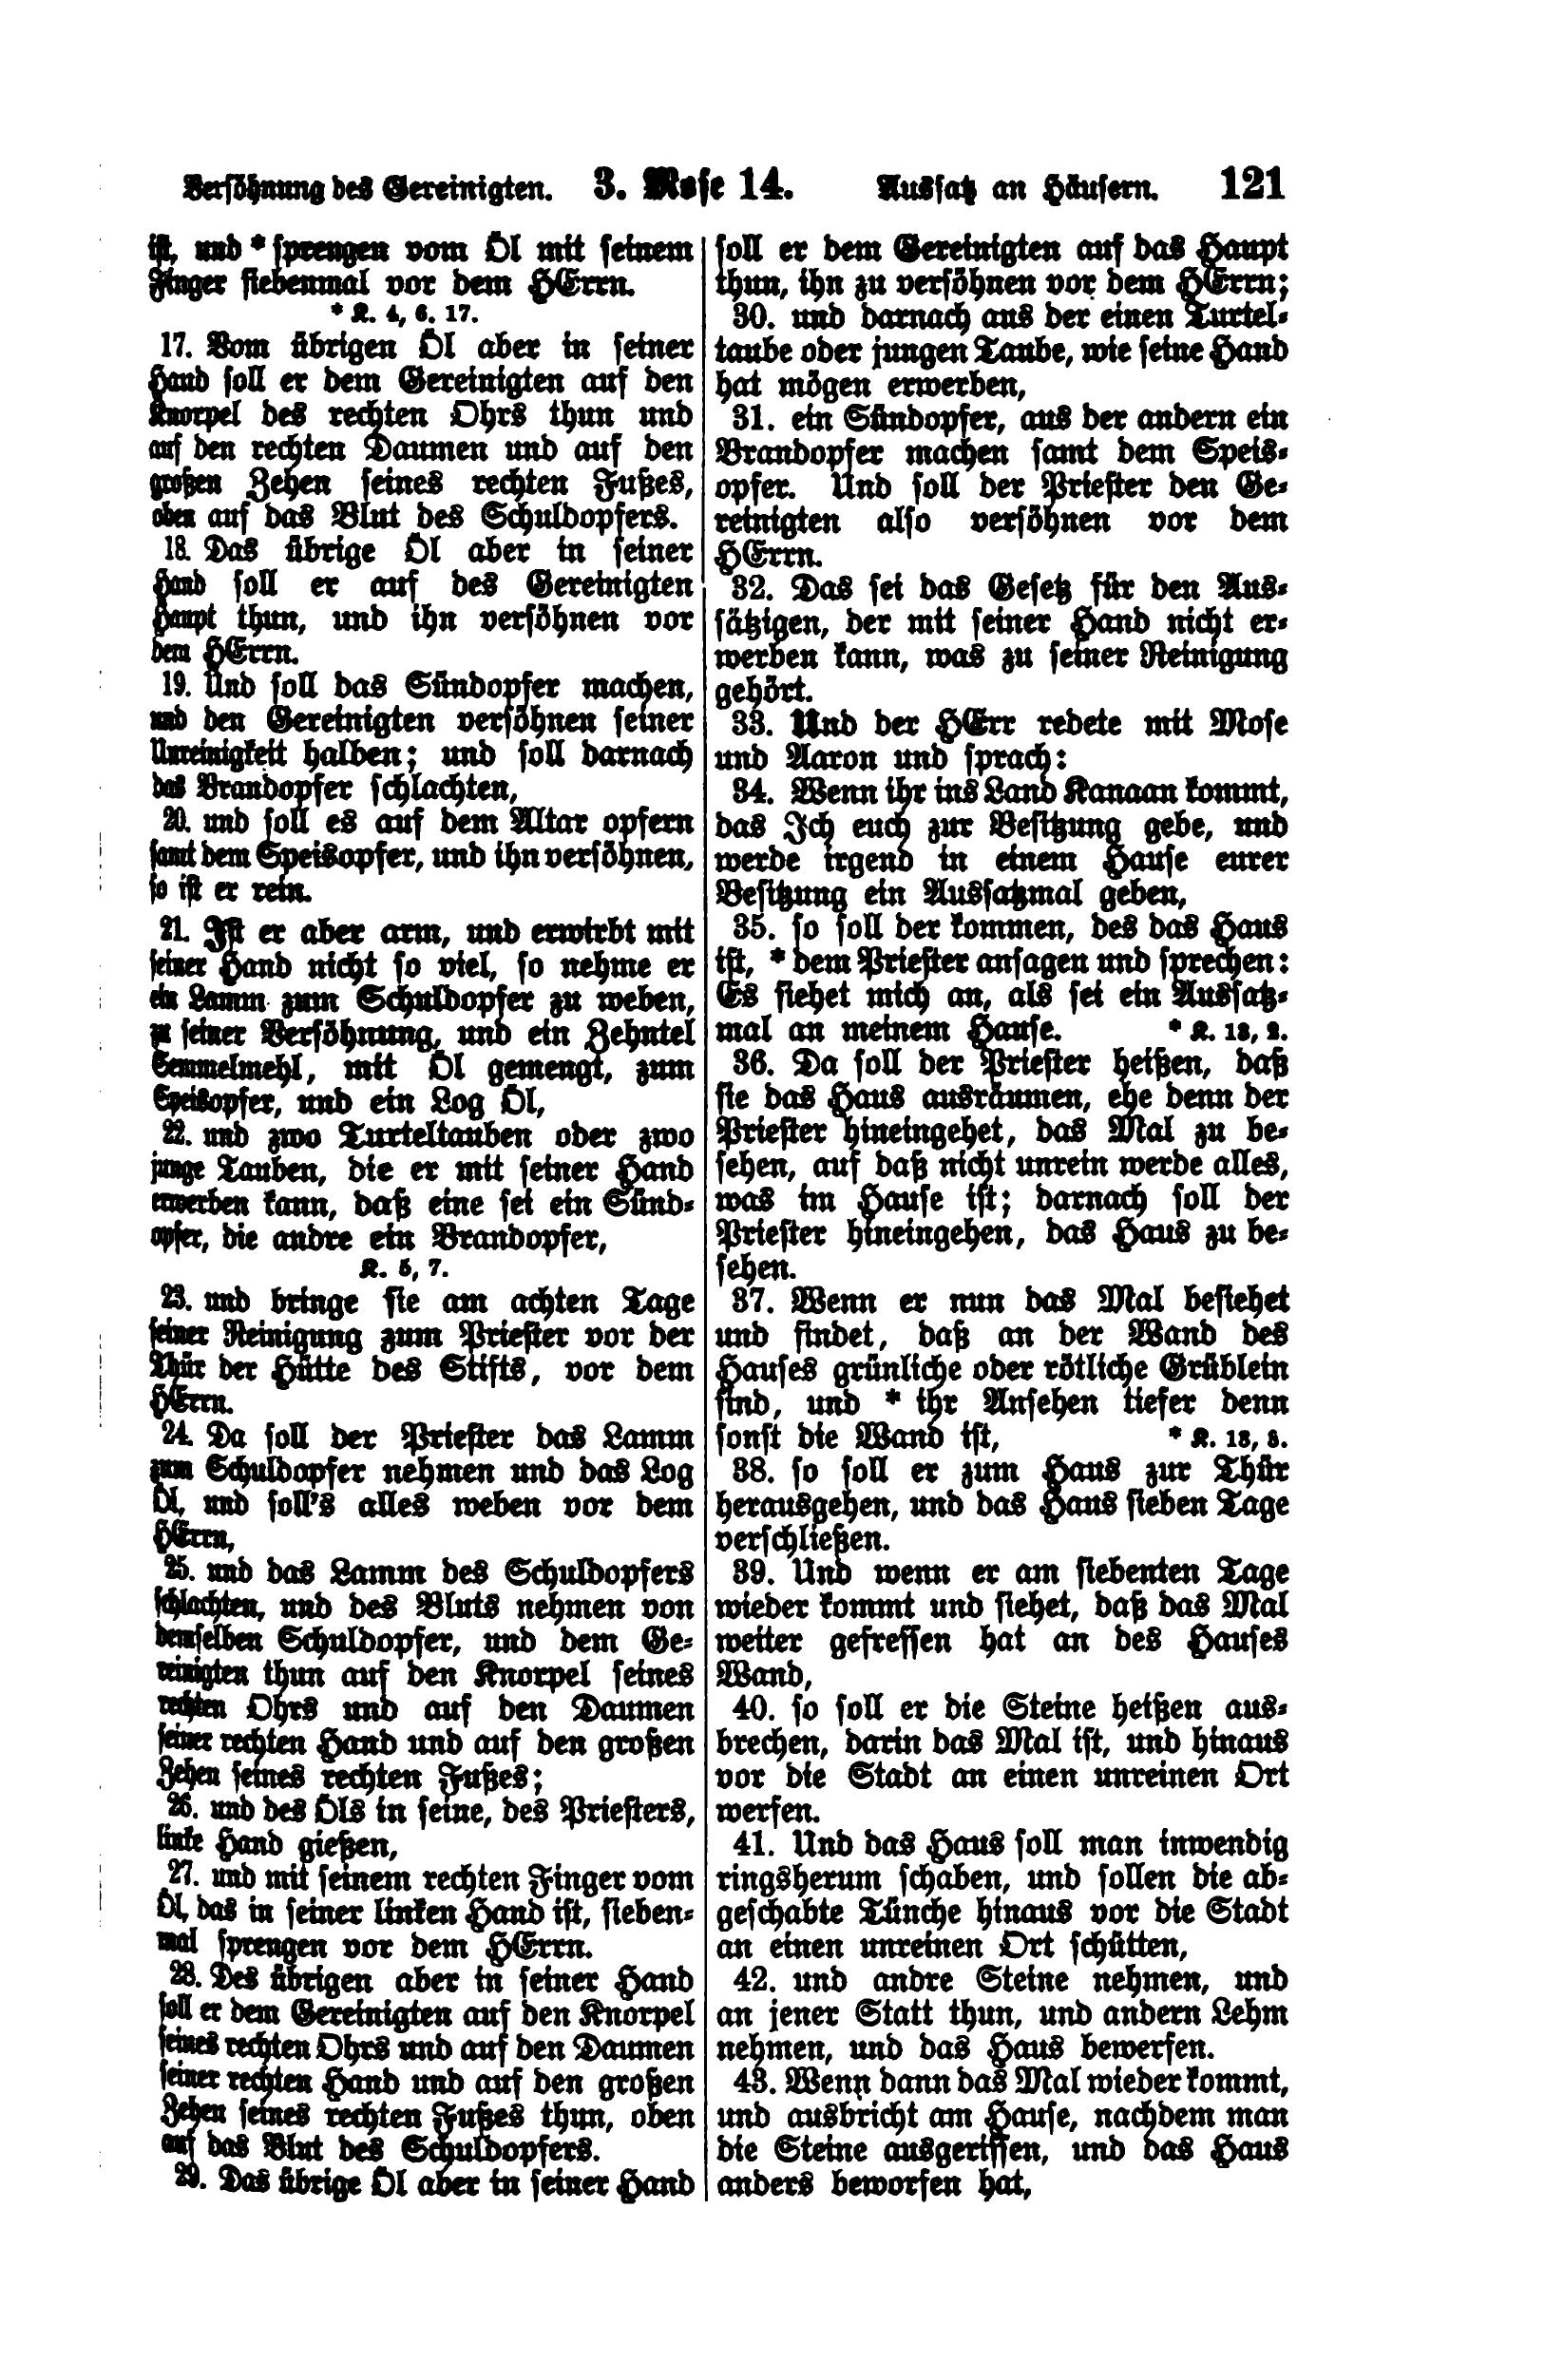 Versöhnung des Gereinigten. 3. Mose 14. Aussatz an Häusern. 121
ist, und * sprengen vom Öl mit seinem
Finger siebenmal vor dem HErrn.
* K. 4, 6. 17.
17. Vom übrigen Öl aber in seiner
Hand soll er dem Gereinigten auf den
Knorpel des rechten Ohrs thun und
auf den rechten Daumen und auf den
großen Zehen seines rechten Fußes,
oben auf das Blut des Schuldopfers.
18. Das übrige Öl aber in seiner
Hand soll er auf des Gereinigten
Haupt thun, und ihn versöhnen vor
dem HErrn.
19. Und soll das Sündopfer machen,
und den Gereinigten versöhnen seiner
Unreinigkeit halben; und soll darnach
das Brandopfer schlachten,
20. und soll es auf dem Altar opfern
samt dem Speisopfer, und ihn versöhnen,
so ist er rein.
21. Ist er aber arm, und erwirbt mit
seiner Hand nicht so viel, so nehme er
ein Lamm zum Schuldopfer zu weben,
zu seiner Versöhnung, und ein Zehntel
Semmelmehl, mit Öl gemengt, zum
Speisopfer, und ein Log Öl,
22. und zwo Turteltauben oder zwo
junge Tauben, die er mit seiner Hand
erwerben kann, daß eine sei ein Sünd-
opfer, die andre ein Brandopfer,
K. 5, 7.
23. und bringe sie am achten Tage
seiner Reinigung zum Priester vor der
Thür der Hütte des Stifts, vor dem
HErrn.
24. Da soll der Priester das Lamm
zum Schuldopfer nehmen und das Log
Öl, und soll's alles weben vor dem
HErrn,
25. und das Lamm des Schuldopfers
schlachten, und des Bluts nehmen von
demselben Schuldopfer, und dem Ge-
reinigten thun auf den Knorpel seines
rechten Ohrs und auf den Daumen
seiner rechten Hand und auf den großen
Zehen seines rechten Fußes;
26. und des Öls in seine, des Priesters,
linke Hand gießen,
27. und mit seinem rechten Finger vom
Öl, das in seiner linken Hand ist, sieben-
mal sprengen vor dem HErrn.
28. Des übrigen aber in seiner Hand
soll er dem Gereinigten auf den Knorpel
seines rechten Ohrs und auf den Daumen
seiner rechten Hand und auf den großen
Zehen seines rechten Fußes thun, oben
auf das Blut des Schuldopfers.
29. Das übrige Öl aber in seiner Hand
soll er dem Gereinigten auf das Haupt
thun, ihn zu versöhnen vor dem HErrn;
30. und darnach aus der einen Turtel-
taube oder jungen Taube, wie seine Hand
hat mögen erwerben,
31. ein Sündopfer, aus der andern ein
Brandopfer machen samt dem Speis-
opfer. Und soll der Priester den Ge-
reinigten also versöhnen vor dem
HErrn.
32. Das sei das Gesetz für den Aus-
sätzigen, der mit seiner Hand nicht er-
werben kann, was zu seiner Reinigung
gehört.
33. Und der HErr redete mit Mose
und Aaron und sprach:
34. Wenn ihr ins Land Kanaan kommt,
das Ich euch zur Besitzung gebe, und
werde irgend in einem Hause eurer
Besitzung ein Aussatzmal geben,
35. so soll der kommen, des das Haus
ist, * dem Priester ansagen und sprechen:
Es siehet mich an, als sei ein Aussatz-
mal an meinem Hause. * K. 13, 2.
36. Da soll der Priester heißen, daß
sie das Haus ausräumen, ehe denn der
Priester hineingehet, das Mal zu be-
sehen, auf daß nicht unrein werde alles,
was im Hause ist; darnach soll der
Priester hineingehen, das Haus zu be-
sehen.
37. Wenn er nun das Mal besiehet
und findet, daß an der Wand des
Hauses grünliche oder rötliche Grüblein
sind, und * ihr Ansehen tiefer denn
sonst die Wand ist, * K. 13, 3.
38. so soll er zum Haus zur Thür
herausgehen, und das Haus sieben Tage
verschließen.
39. Und wenn er am siebenten Tage
wieder kommt und siehet, daß das Mal
weiter gefressen hat an des Hauses
Wand,
40. so soll er die Steine heißen aus-
brechen, darin das Mal ist, und hinaus
vor die Stadt an einen unreinen Ort
werfen.
41. Und das Haus soll man inwendig
ringsherum schaben, und sollen die ab-
geschabte Tünche hinaus vor die Stadt
an einen unreinen Ort schütten,
42. und andre Steine nehmen, und
an jener Statt thun, und andern Lehm
nehmen, und das Haus bewerfen.
43. Wenn dann das Mal wieder kommt,
und ausbricht am Hause, nachdem man
die Steine ausgerissen, und das Haus
anders beworfen hat,